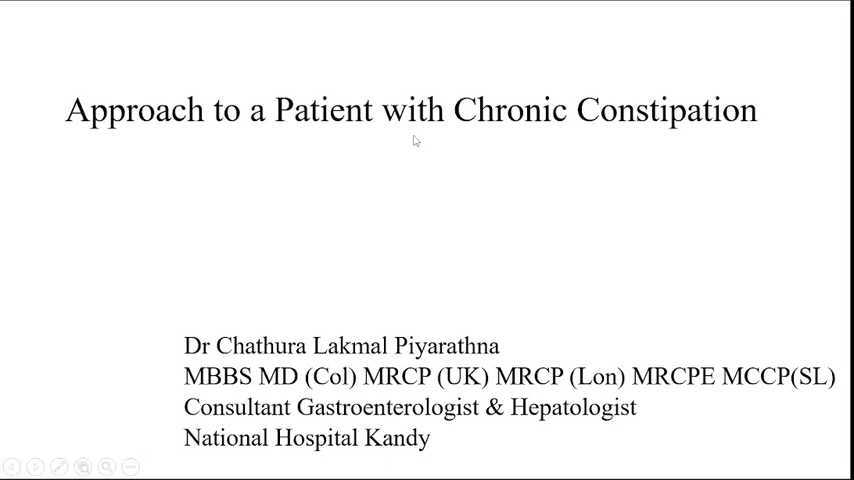 Approach to a Patient with Chronic Constipation
Dr Chathura Lakmal Piyarathna
MBBS MD (Col) MRCP (UK) MRCP (Lon) MRCPE MCCP(SL)
Consultant Gastroenterologist & Hepatologist
National Hospital Kandy